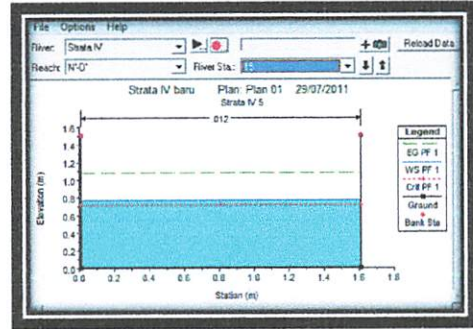 File Options Help
River: Strata IV Reload Data
Reach: N°-O° River Sta.: 15
Strata IV baru Plan: Plan 01 29/07/2011
Strata IV 5
.012
Legend
EG PF 1
WS PF 1
Crit PF 1
Ground
Bank Sta
1.6
1.4
1.2
1.0
0.8
0.6
0.4
0.2
0.0
Elevation (m)
0.0 0.2 0.4 0.6 0.8 1.0 1.2 1.4 1.6 1.8
Station (m)